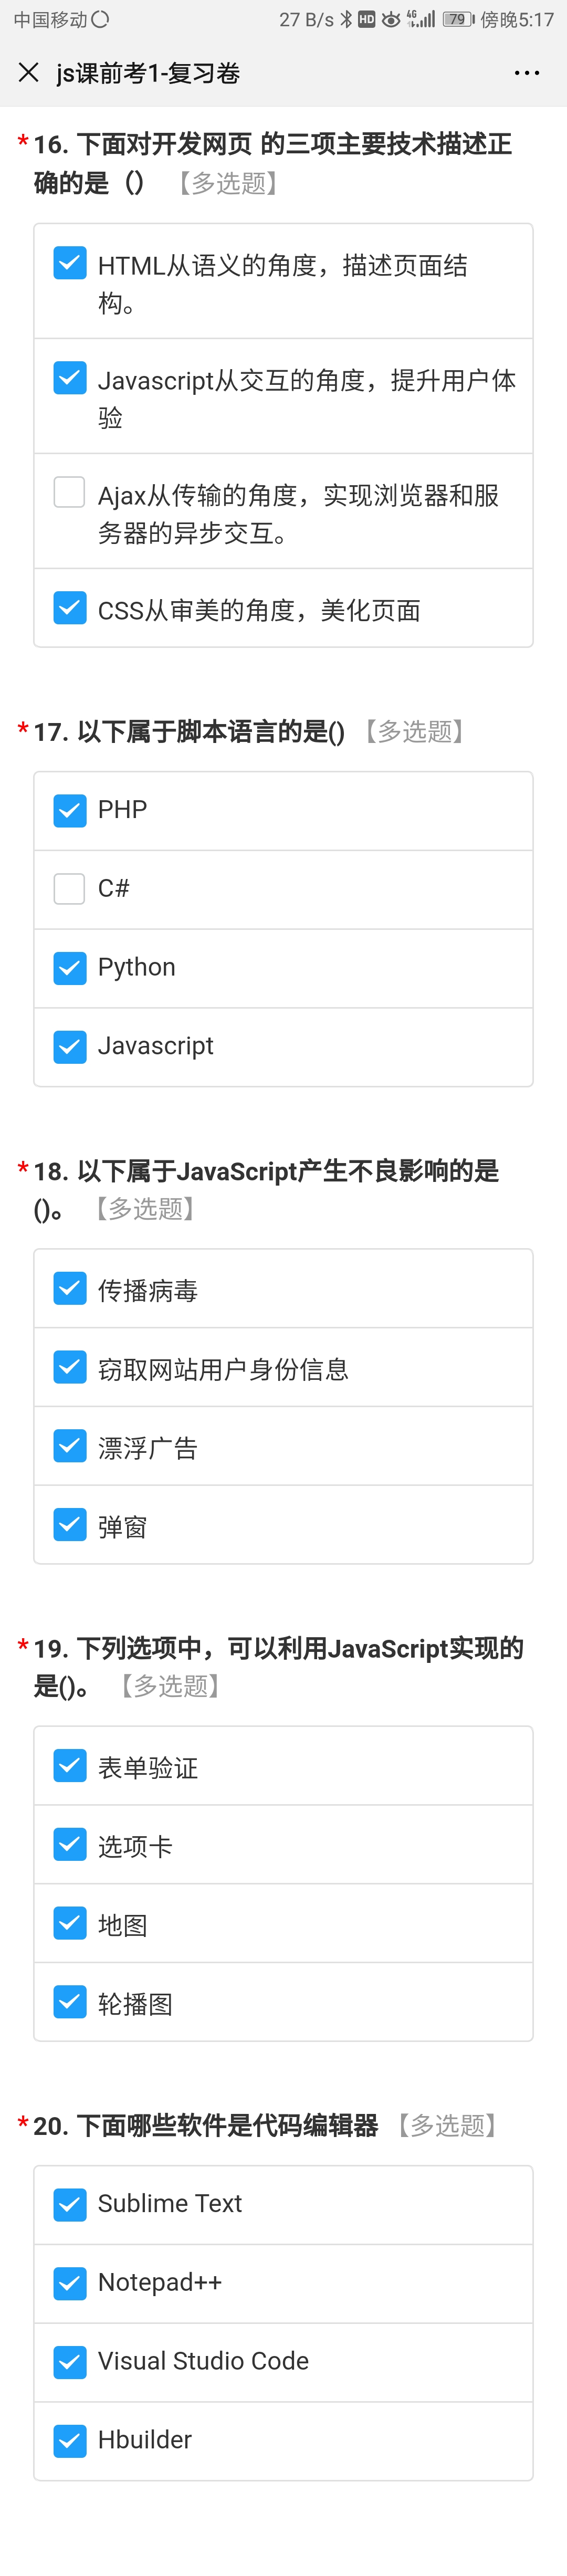 中国移动 27 B/s HD 4G 79 傍晚5:17
js课前考1-复习卷
* 16. 下面对开发网页 的三项主要技术描述正
确的是（） 【多选题】
HTML从语义的角度，描述页面结
构。
Javascript从交互的角度，提升用户体
验
Ajax从传输的角度，实现浏览器和服
务器的异步交互。
CSS从审美的角度，美化页面
* 17. 以下属于脚本语言的是() 【多选题】
PHP
C#
Python
Javascript
* 18. 以下属于JavaScript产生不良影响的是
()。 【多选题】
传播病毒
窃取网站用户身份信息
漂浮广告
弹窗
* 19. 下列选项中，可以利用JavaScript实现的
是()。 【多选题】
表单验证
选项卡
地图
轮播图
* 20. 下面哪些软件是代码编辑器 【多选题】
Sublime Text
Notepad++
Visual Studio Code
Hbuilder